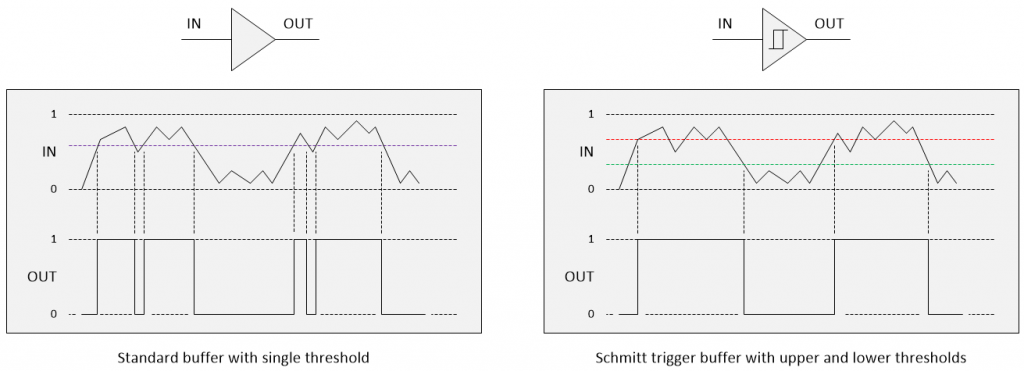 IN OUT
IN OUT
1
IN
0
1
OUT
0
1
IN
0
1
OUT
0
Standard buffer with single threshold
Schmitt trigger buffer with upper and lower thresholds